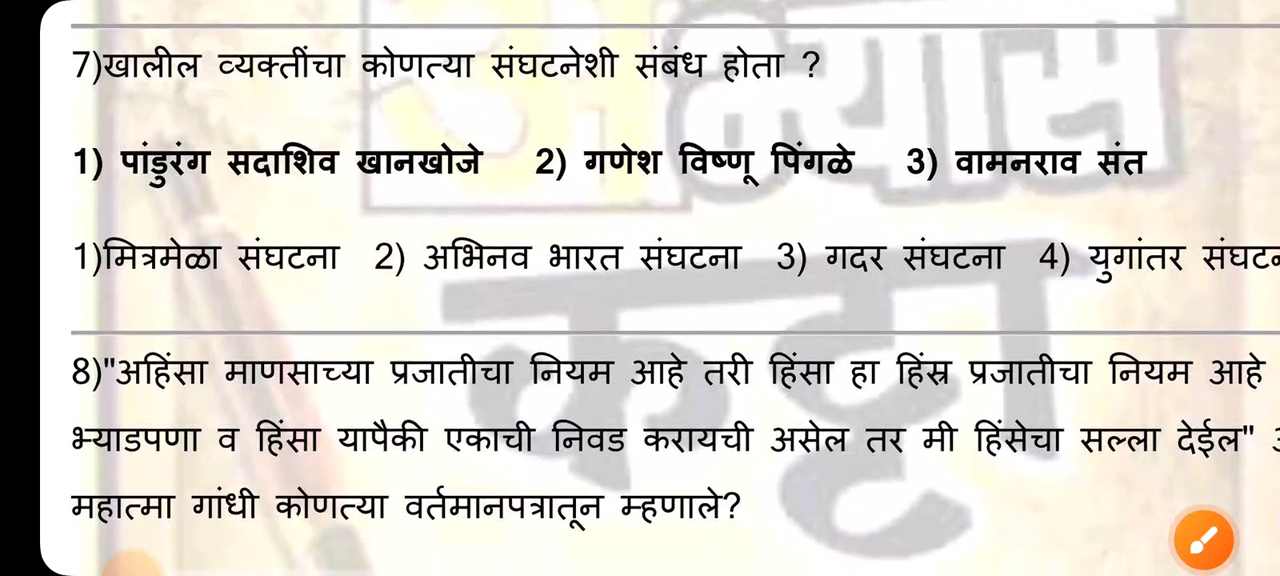 7)खालील व्यक्तींचा कोणत्या संघटनेशी संबंध होता ?
1) पांडुरंग सदाशिव खानखोजे 2) गणेश विष्णू पिंगळे 3) वामनराव संत
1)मित्रमेळा संघटना 2) अभिनव भारत संघटना 3) गदर संघटना 4) युगांतर
8)"अहिंसा माणसाच्या प्रजातीचा नियम आहे तरी हिंसा हा हिंस्र प्रजातीचा नियम आहे
भ्याडपणा व हिंसा यापैकी एकाची निवड करायची असेल तर मी हिंसेचा सल्ला देईल"
महात्मा गांधी कोणत्या वर्तमानपत्रातून म्हणाले?
अभ्यास
कट्टा